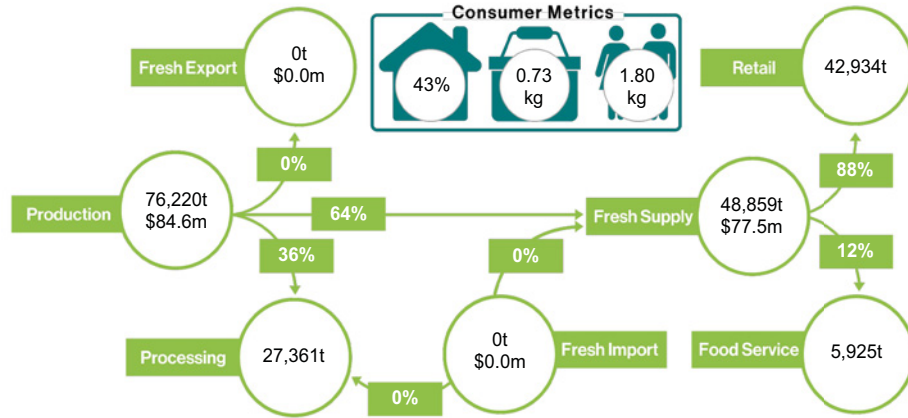 Consumer Metrics
Fresh Export
0t
$0.0m
43%
0.73
kg
1.80
kg
Retail
42,934t
0%
88%
Production
76,220t
$84.6m
64%
Fresh Supply
48,859t
$77.5m
36%
0%
12%
Processing
27,361t
0t
$0.0m
Fresh Import
Food Service
5,925t
0%